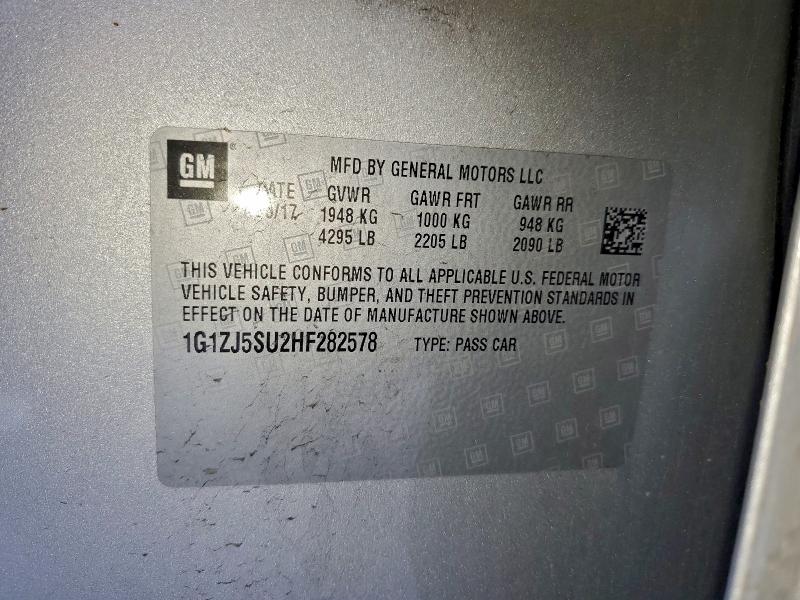 GM
MFD BY GENERAL MOTORS LLC
GVWR GAWR FRT GAWR RR
1948 KG 1000 KG 948 KG
4295 LB 2205 LB 2090 LB
THIS VEHICLE CONFORMS TO ALL APPLICABLE U.S. FEDERAL MOTOR
VEHICLE SAFETY, BUMPER, AND THEFT PREVENTION STANDARDS IN
EFFECT ON THE DATE OF MANUFACTURE SHOWN ABOVE.
1G1ZJ5SU2HF282578 TYPE: PASS CAR